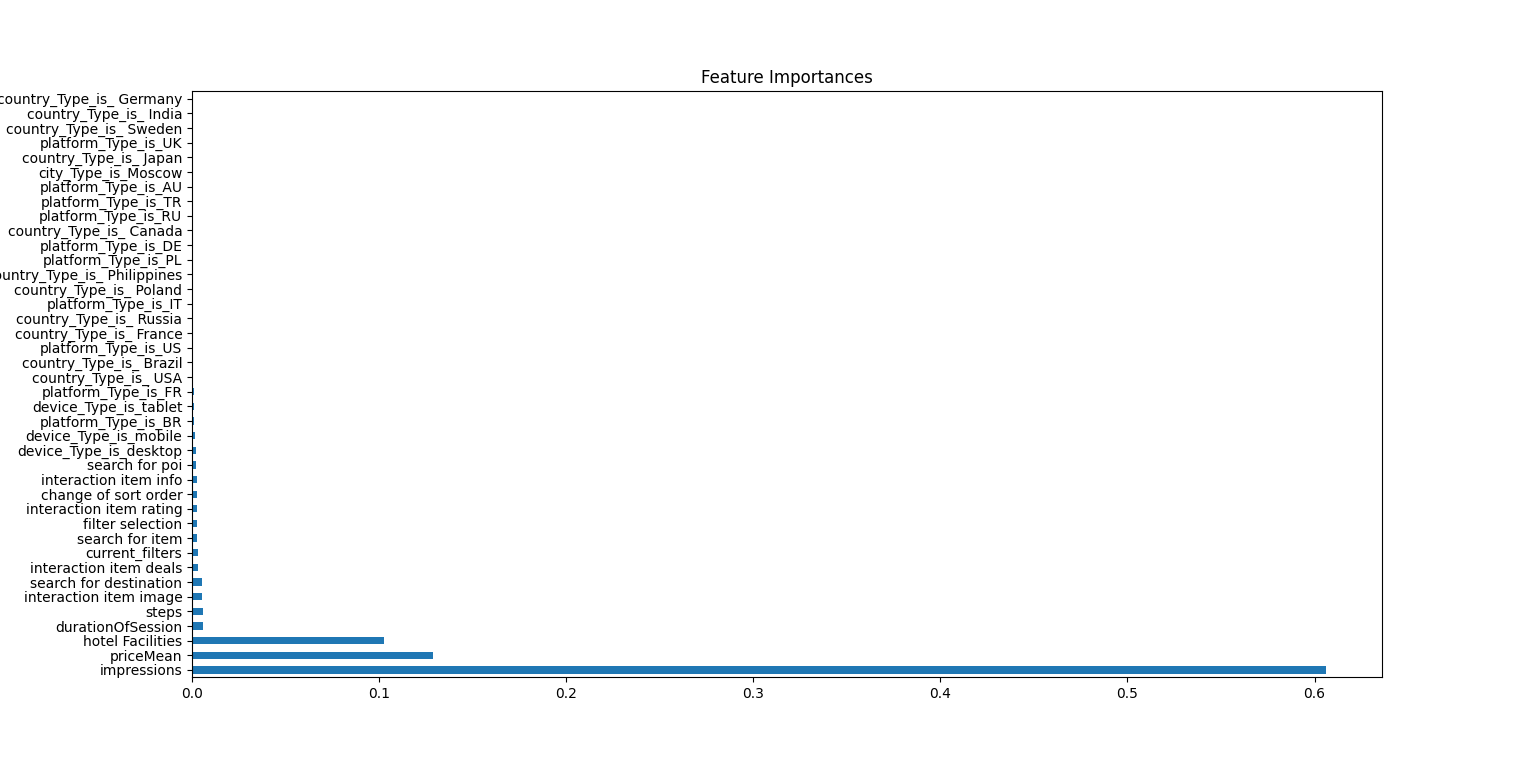 Feature Importances
country_Type_is_ Germany
country_Type_is_ India
country_Type_is_ Sweden
platform_Type_is_UK
country_Type_is_ Japan
city_Type_is_Moscow
platform_Type_is_AU
platform_Type_is_TR
platform_Type_is_RU
country_Type_is_ Canada
platform_Type_is_DE
platform_Type_is_PL
ountry_Type_is_ Philippines
country_Type_is_ Poland
platform_Type_is_IT
country_Type_is_ Russia
country_Type_is_ France
platform_Type_is_US
country_Type_is_ Brazil
country_Type_is_ USA
platform_Type_is_FR
device_Type_is_tablet
platform_Type_is_BR
device_Type_is_mobile
device_Type_is_desktop
search for poi
interaction item info
change of sort order
interaction item rating
filter selection
search for item
current_filters
interaction item deals
search for destination
interaction item image
steps
durationOfSession
hotel Facilities
priceMean
impressions
0.0 0.1 0.2 0.3 0.4 0.5 0.6